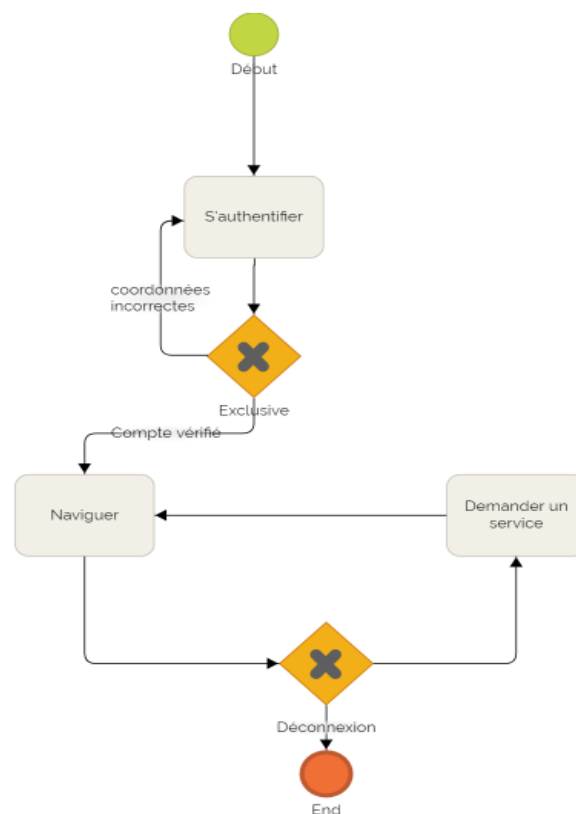 Début
S'authentifier
coordonnées
incorrectes
Exclusive
Compte vérifié
Naviguer
Demander un
service
Déconnexion
End